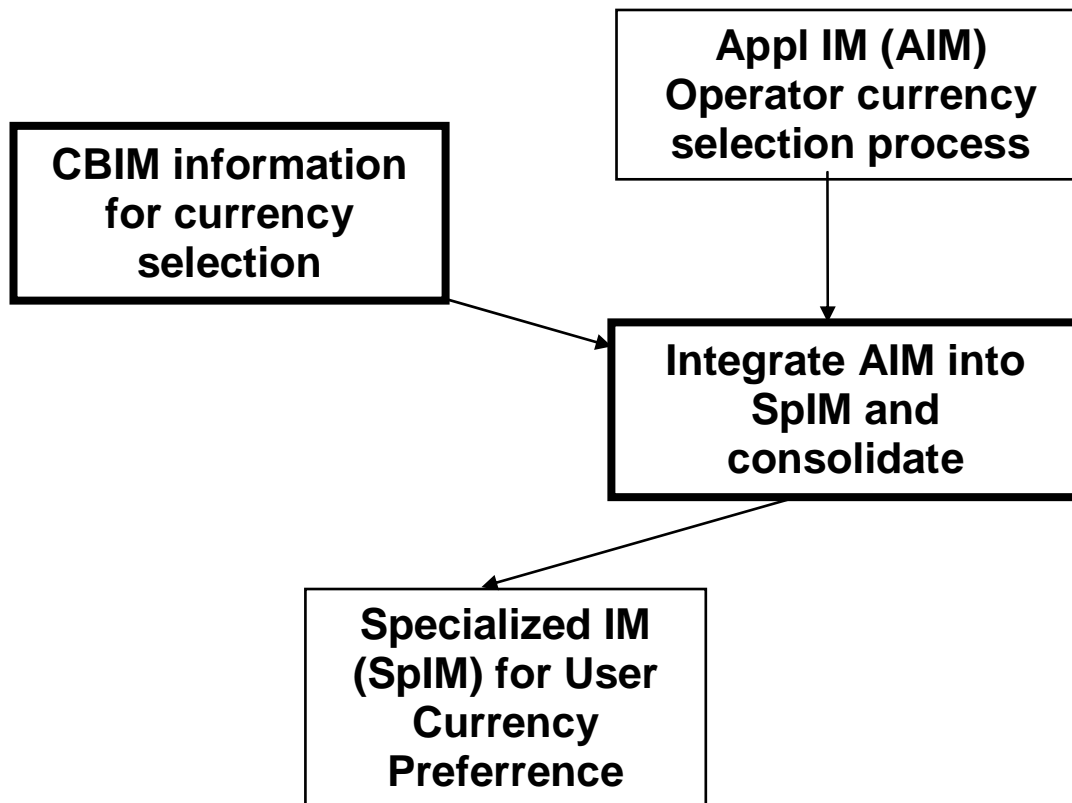 Appl IM (AIM)
Operator currency
selection process
CBIM information
for currency
selection
Integrate AIM into
SpIM and
consolidate
Specialized IM
(SpIM) for User
Currency
Preferrence